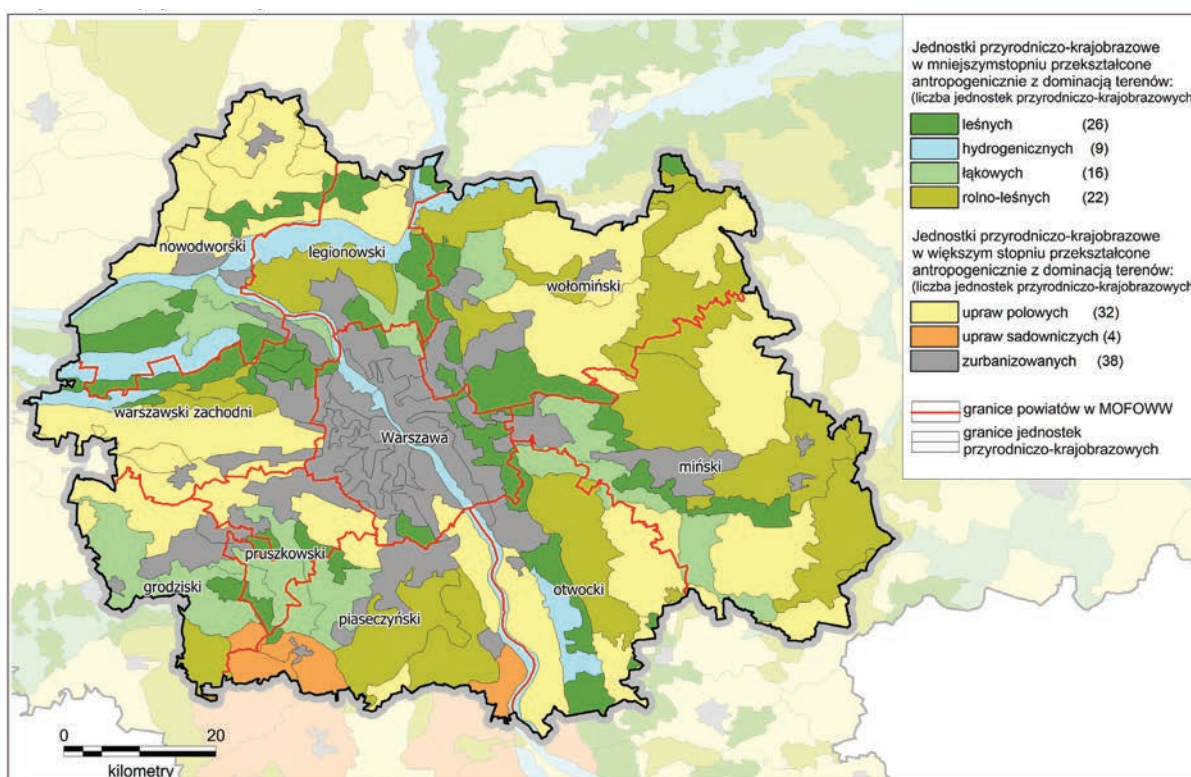 Jednostki przyrodniczo-krajobrazowe
w mniejszymstopniu przekształcone
antropogenicznie z dominacją terenów:
(liczba jednostek przyrodniczo-krajobrazowych
leśnych (26)
hydrogenicznych (9)
łąkowych (16)
rolno-leśnych (22)
Jednostki przyrodniczo-krajobrazowe
w większym stopniu przekształcone
antropogenicznie z dominacją terenów:
(liczba jednostek przyrodniczo-krajobrazowych
upraw polowych (32)
upraw sadowniczych (4)
zurbanizowanych (38)
granice powiatów w MOFOWW
granice jednostek
przyrodniczo-krajobrazowych
nowodworski
legionowski
wołomiński
warszawski zachodni
Warszawa
miński
pruszkowski
grodziski
otwocki
piaseczyński
0 20
kilometry